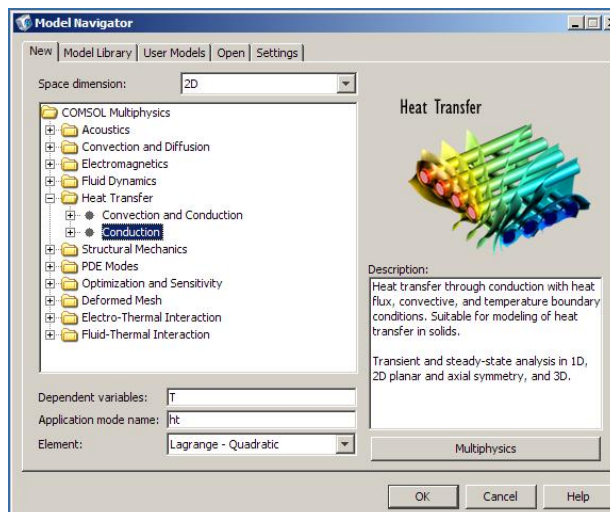 Model Navigator
New Model Library User Models Open Settings
Space dimension: 2D
COMSOL Multiphysics
Acoustics
Convection and Diffusion
Electromagnetics
Fluid Dynamics
Heat Transfer
Convection and Conduction
Conduction
Structural Mechanics
PDE Modes
Optimization and Sensitivity
Deformed Mesh
Electro-Thermal Interaction
Fluid-Thermal Interaction
Dependent variables: T
Application mode name: ht
Element: Lagrange - Quadratic
Heat Transfer
Description:
Heat transfer through conduction with heat
flux, convective, and temperature boundary
conditions. Suitable for modeling of heat
transfer in solids.
Transient and steady-state analysis in 1D,
2D planar and axial symmetry, and 3D.
Multiphysics
OK Cancel Help